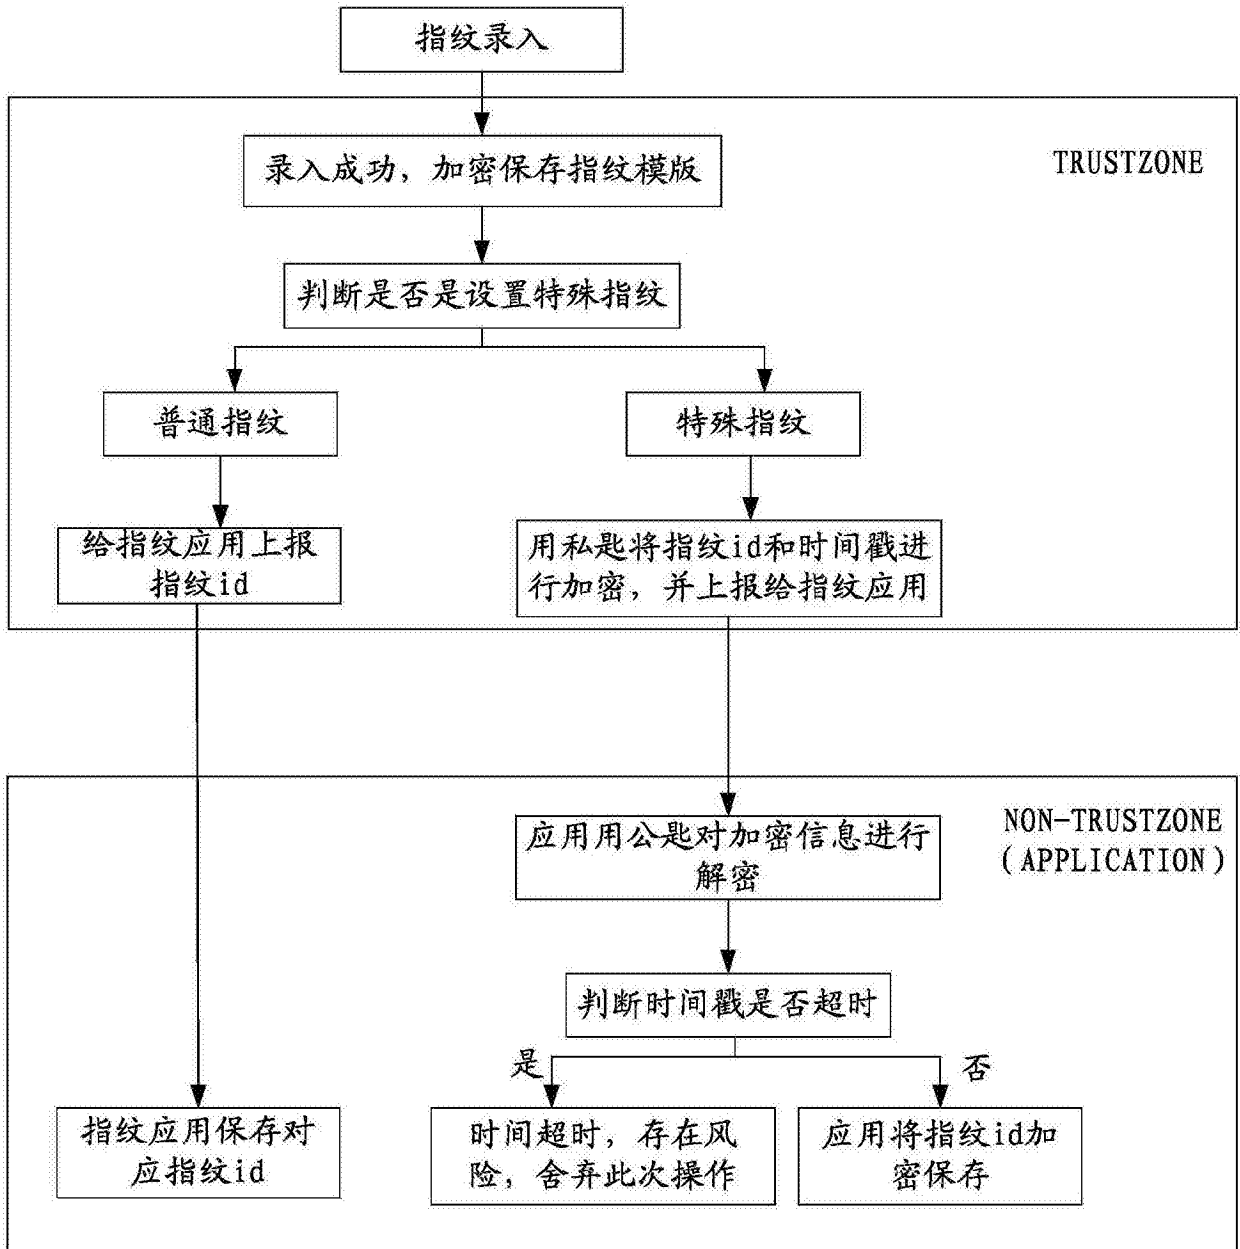 指纹录入
TRUSTZONE
录入成功，加密保存指纹模版
判断是否是设置特殊指纹
普通指纹
特殊指纹
给指纹应用上报
指纹id
用私匙将指纹id和时间戳进
行加密，并上报给指纹应用
NON-TRUSTZONE
(APPLICATION)
应用用公匙对加密信息进行
解密
判断时间戳是否超时
是
否
指纹应用保存对
应指纹id
时间超时，存在风
险，舍弃此次操作
应用将指纹id加
密保存